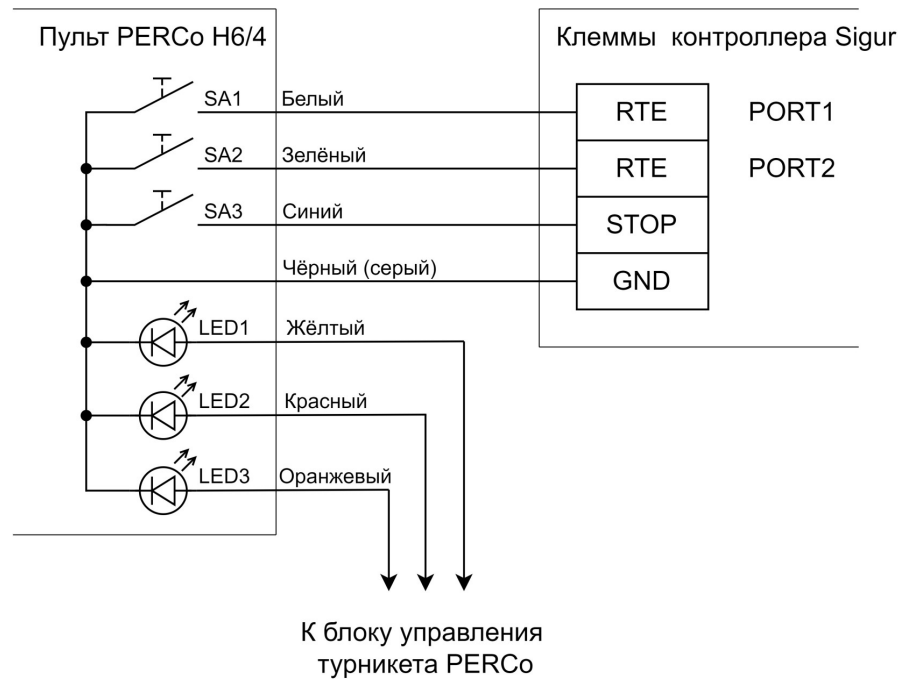 Пульт PERCo H6/4
Клеммы контроллера Sigur
SA1 Белый RTE PORT1
SA2 Зелёный RTE PORT2
SA3 Синий STOP
Чёрный (серый) GND
LED1 Жёлтый
LED2 Красный
LED3 Оранжевый
К блоку управления
турникета PERCo